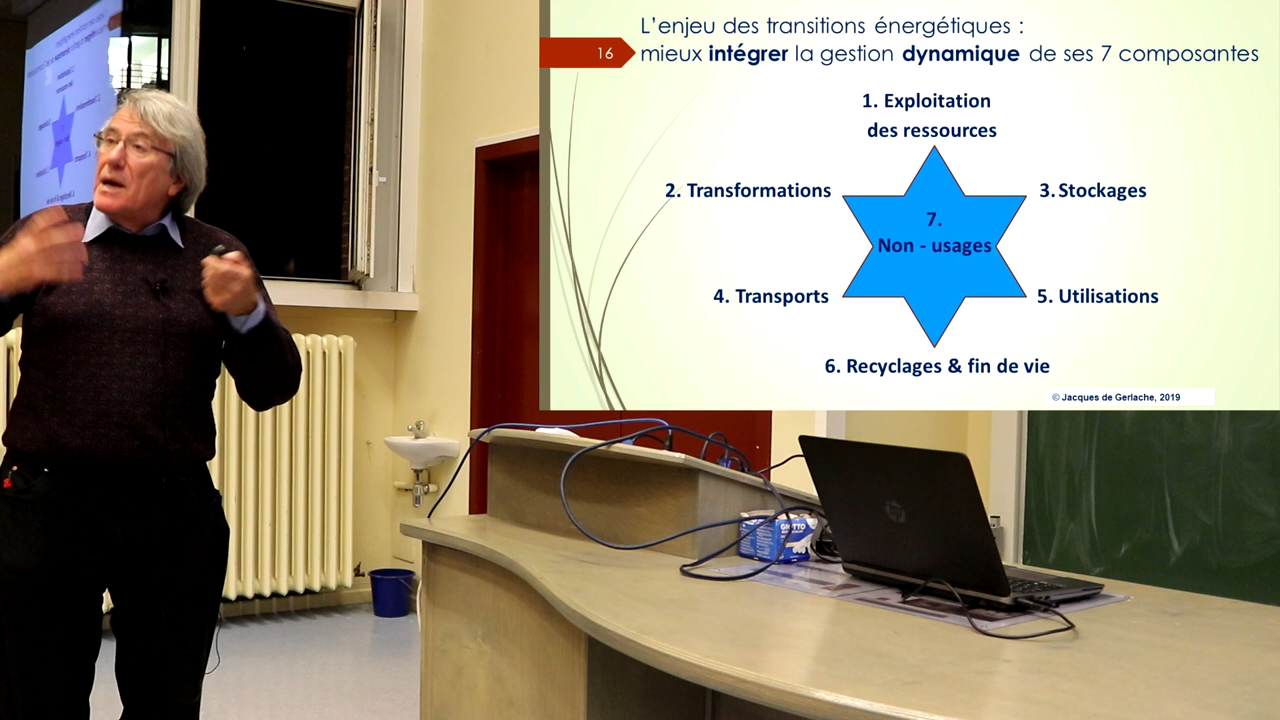 L'enjeu des transitions énergétiques :
16
mieux intégrer la gestion dynamique de ses 7 composantes
1. Exploitation
des ressources
2. Transformations
3. Stockages
7.
Non - usages
4. Transports
5. Utilisations
6. Recyclages & fin de vie
© Jacques de Gerlache, 2019
GIOTTO
hp